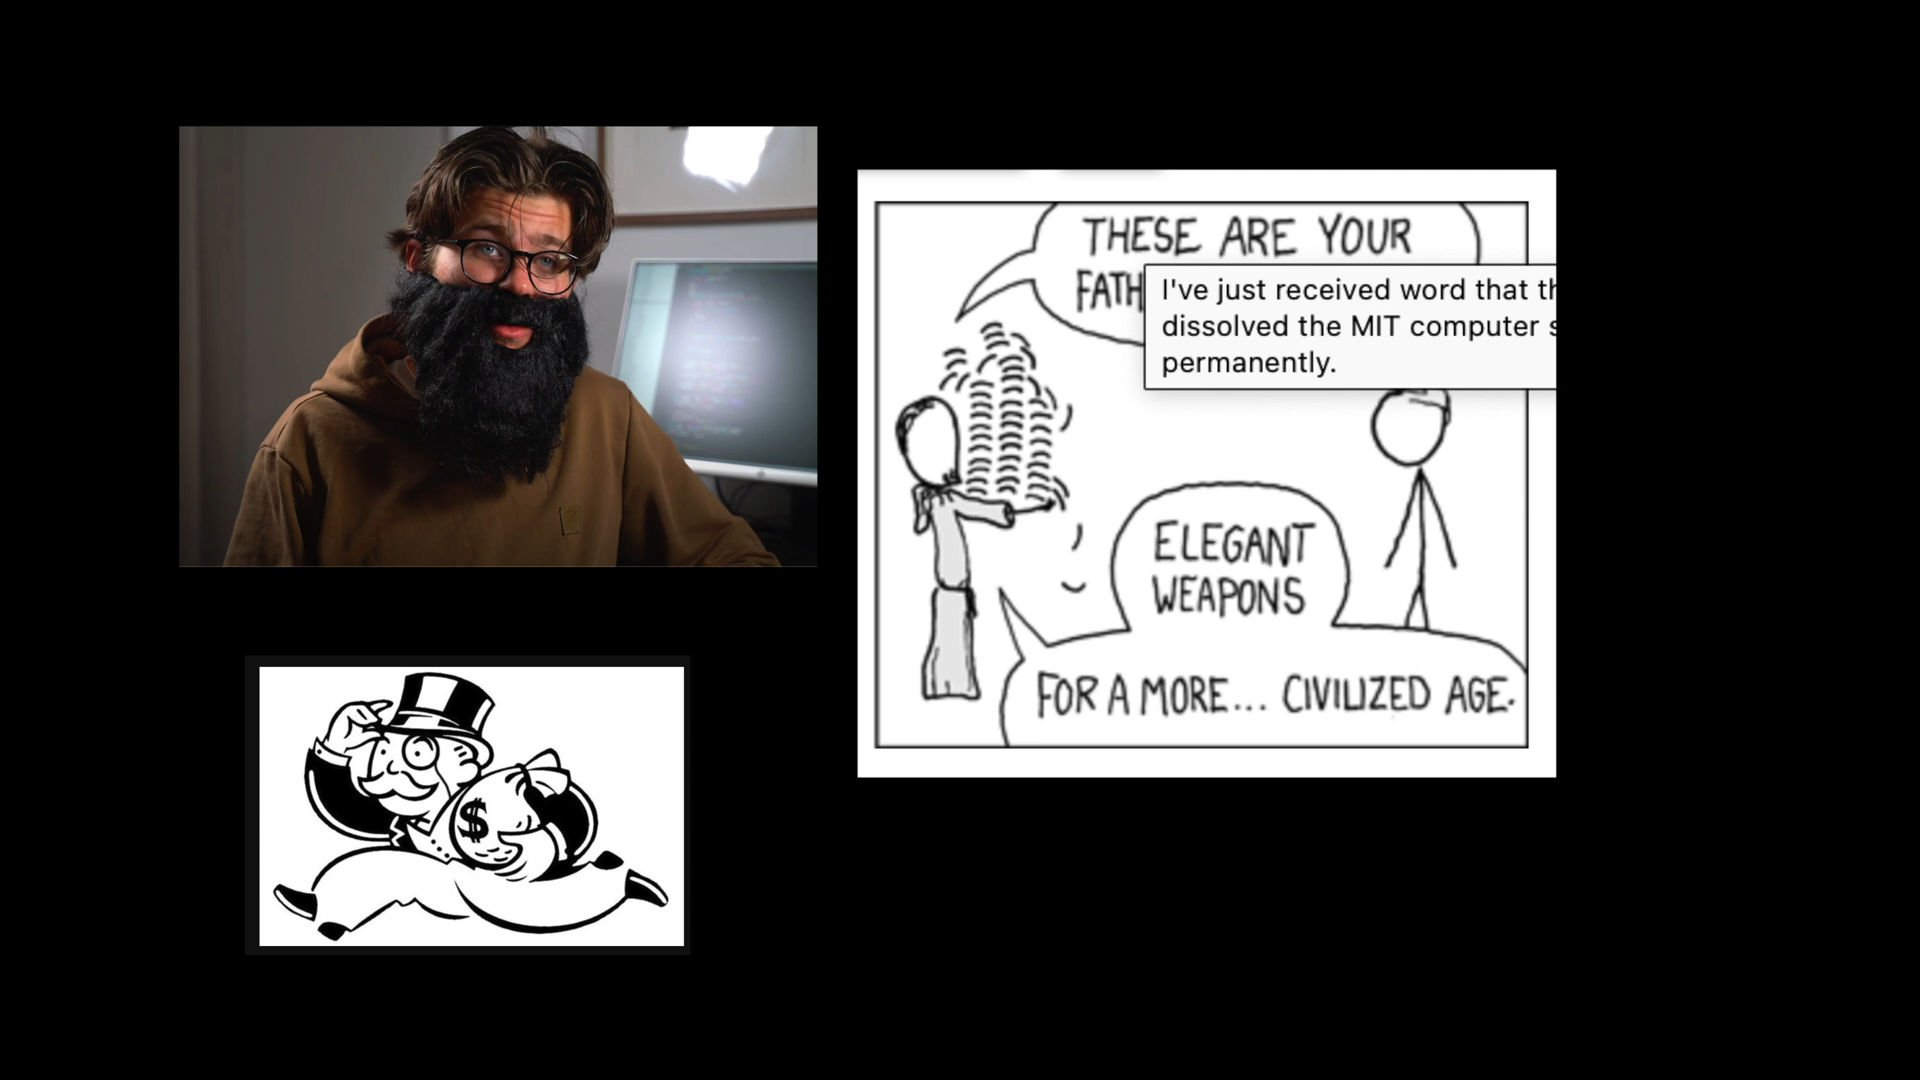 THESE ARE YOUR
FATH
I've just received word that th
dissolved the MIT computer s
permanently.
ELEGANT
WEAPONS
FOR A MORE... CIVILIZED AGE.
$